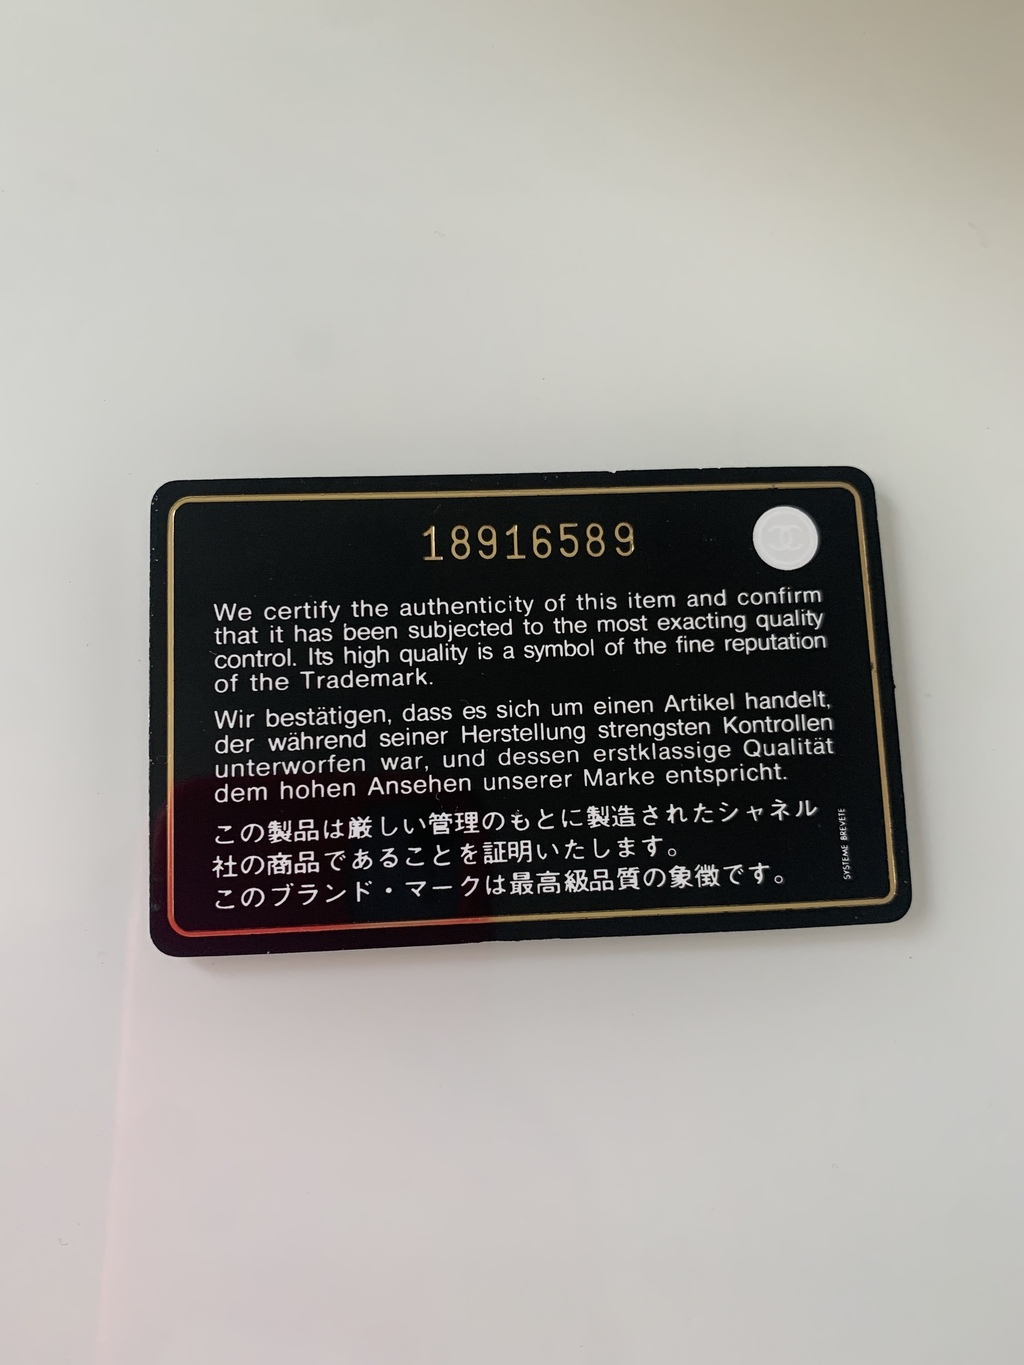 18916589
We certify the authenticity of this item and confirm
that it has been subjected to the most exacting quality
control. Its high quality is a symbol of the fine reputation
of the Trademark.
Wir bestätigen, dass es sich um einen Artikel handelt,
der während seiner Herstellung strengsten Kontrollen
unterworfen war, und dessen erstklassige Qualität
dem hohen Ansehen unserer Marke entspricht.
この製品は厳しい管理のもとに製造されたシャネル
社の商品であることを証明いたします。
このブランド・マークは最高級品質の象徴です。
SYSTEME BREVETE